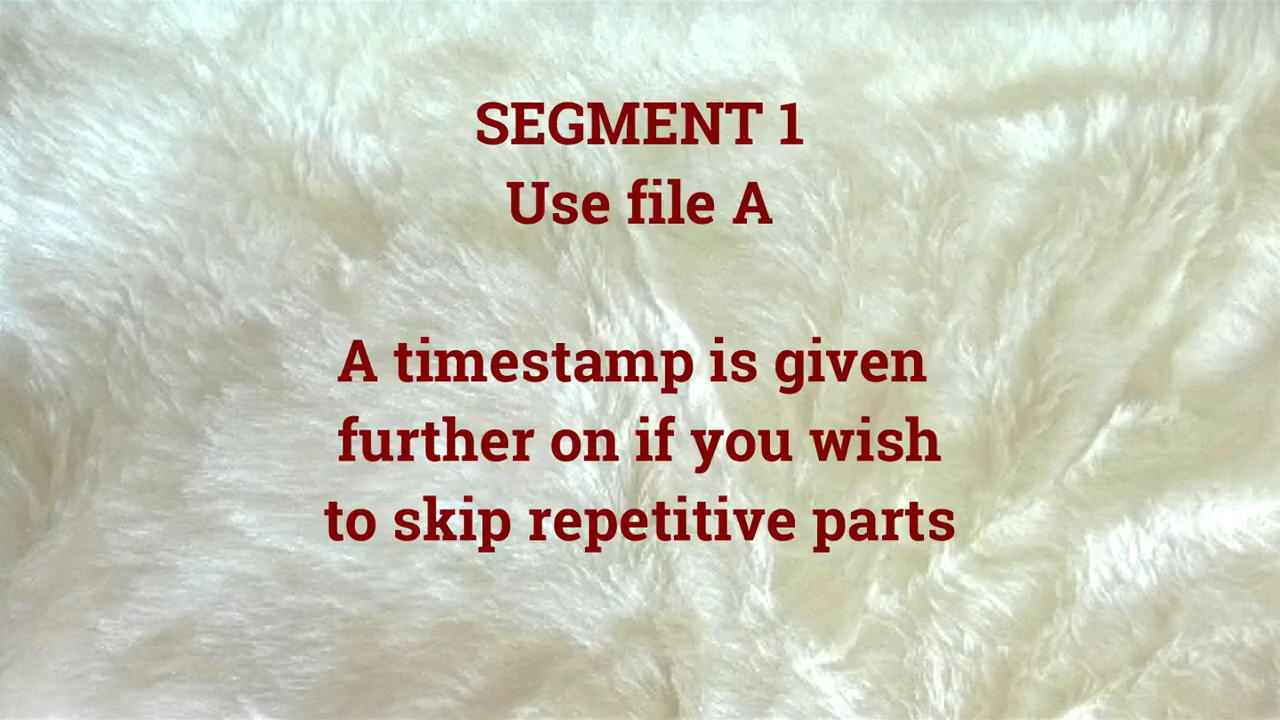 SEGMENT 1
Use file A
A timestamp is given
further on if you wish
to skip repetitive parts